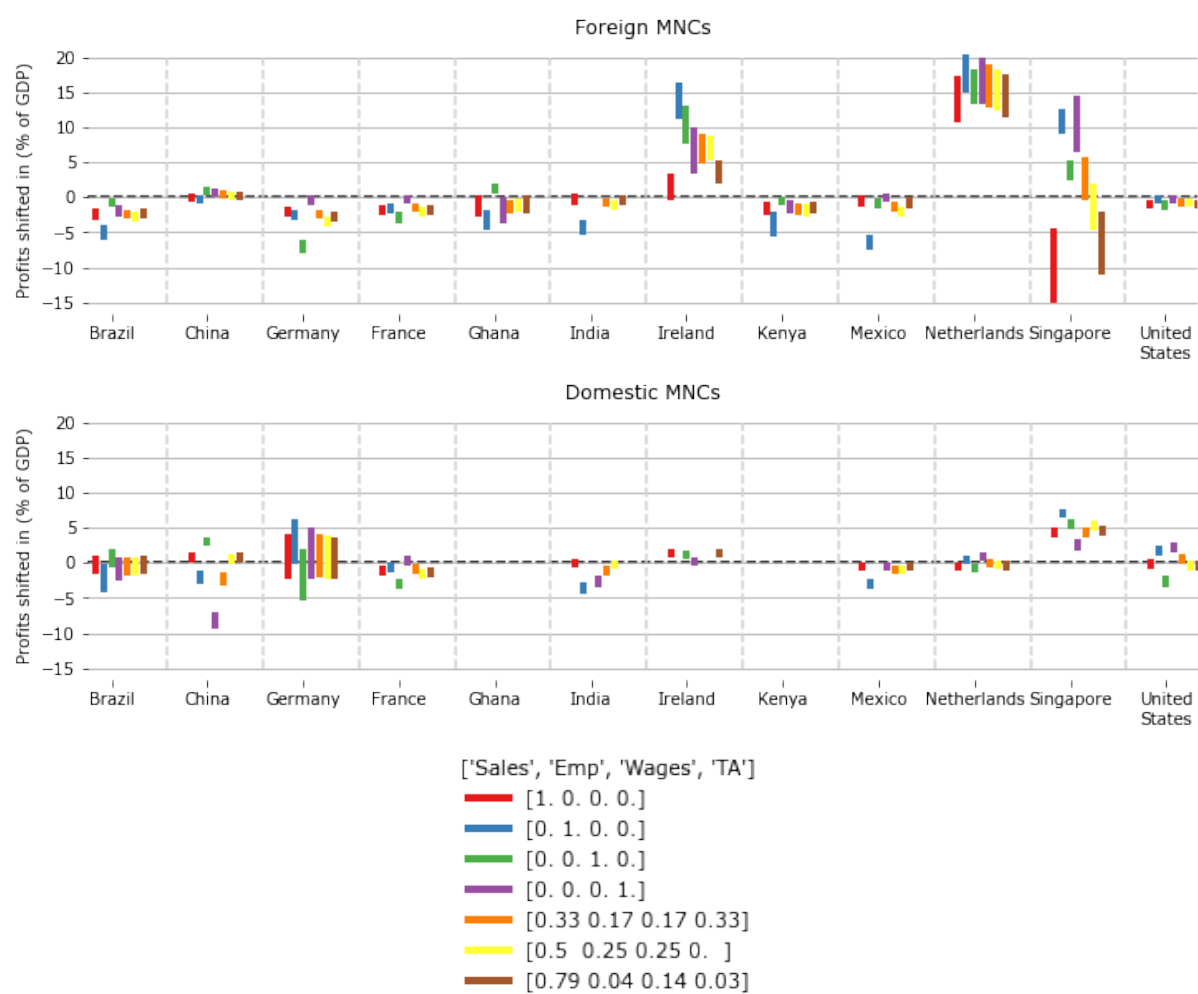 Foreign MNCs
Profits shifted in (% of GDP)
20
15
10
5
0
−5
−10
−15
Brazil China Germany France Ghana India Ireland Kenya Mexico Netherlands Singapore United
States
Domestic MNCs
Profits shifted in (% of GDP)
20
15
10
5
0
−5
−10
−15
Brazil China Germany France Ghana India Ireland Kenya Mexico Netherlands Singapore United
States
['Sales', 'Emp', 'Wages', 'TA']
[1. 0. 0. 0.]
[0. 1. 0. 0.]
[0. 0. 1. 0.]
[0. 0. 0. 1.]
[0.33 0.17 0.17 0.33]
[0.5  0.25 0.25 0.  ]
[0.79 0.04 0.14 0.03]